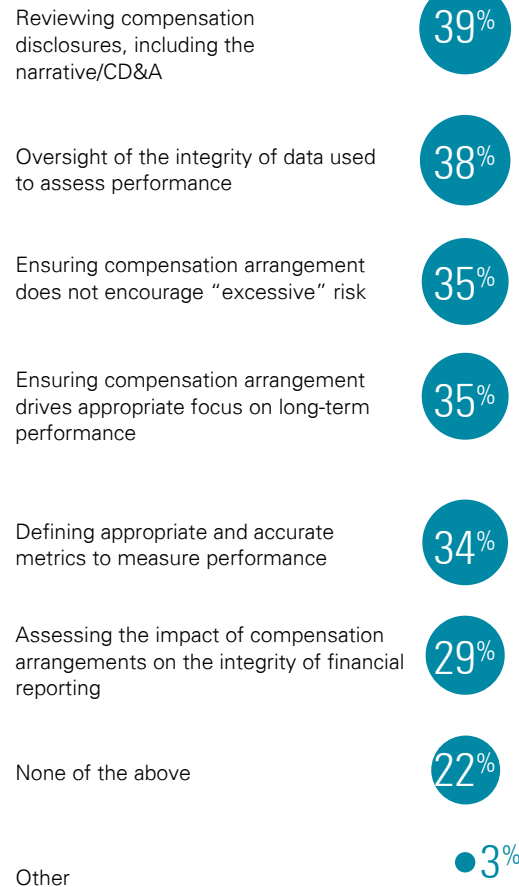 Reviewing compensation
disclosures, including the
narrative/CD&A
39%
Oversight of the integrity of data used
to assess performance
38%
Ensuring compensation arrangement
does not encourage “excessive” risk
35%
Ensuring compensation arrangement
drives appropriate focus on long-term
performance
35%
Defining appropriate and accurate
metrics to measure performance
34%
Assessing the impact of compensation
arrangements on the integrity of financial
reporting
29%
None of the above
22%
Other
3%